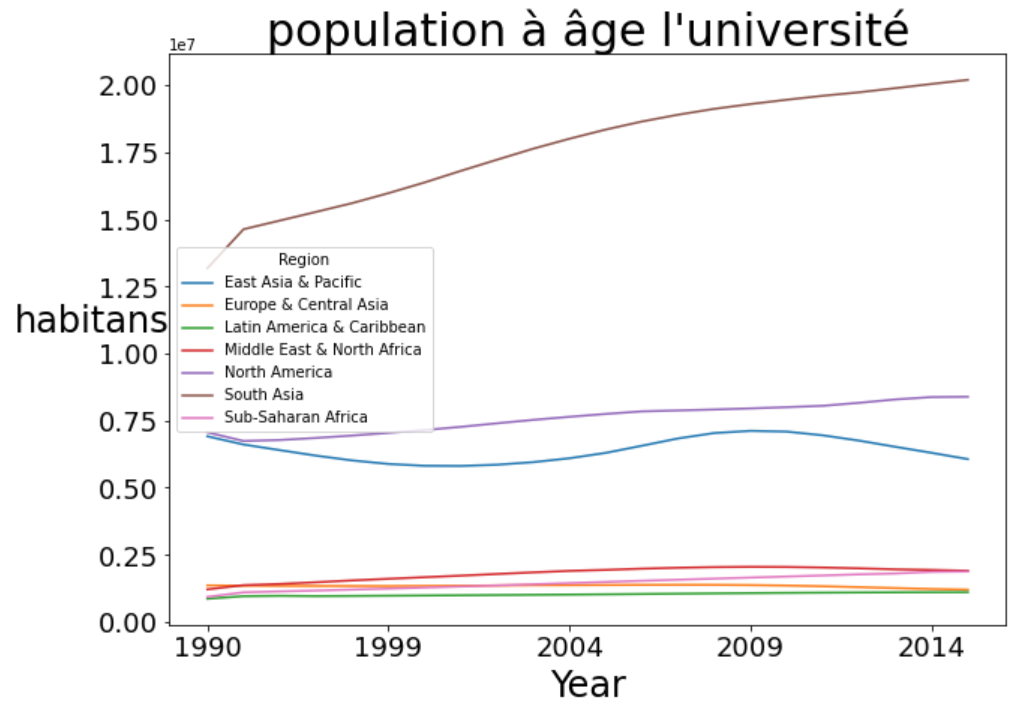 population à âge l'université
1e7
2.00
1.75
1.50
1.25
habitans
1.00
0.75
0.50
0.25
0.00
Region
East Asia & Pacific
Europe & Central Asia
Latin America & Caribbean
Middle East & North Africa
North America
South Asia
Sub-Saharan Africa
1990 1999 2004 2009 2014
Year